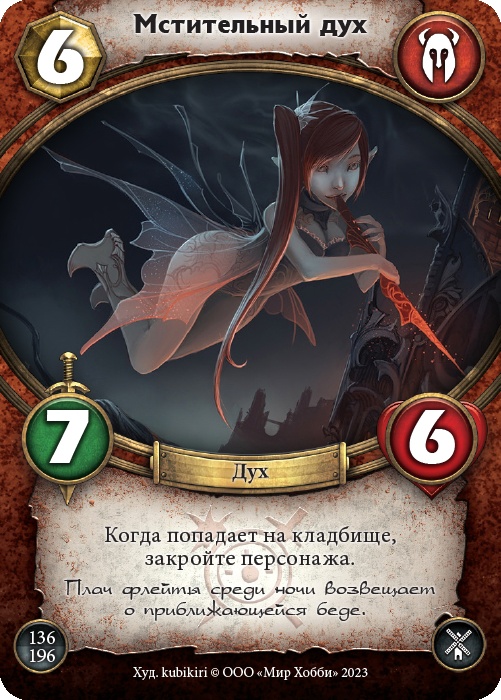 Мстительный дух
6
7
6
Дух
Когда попадает на кладбище,
закройте персонажа.
Плач флейты среди ночи возвещает
о приближающейся беде.
136
196
Худ. kubikiri © ООО «Мир Хобби» 2023